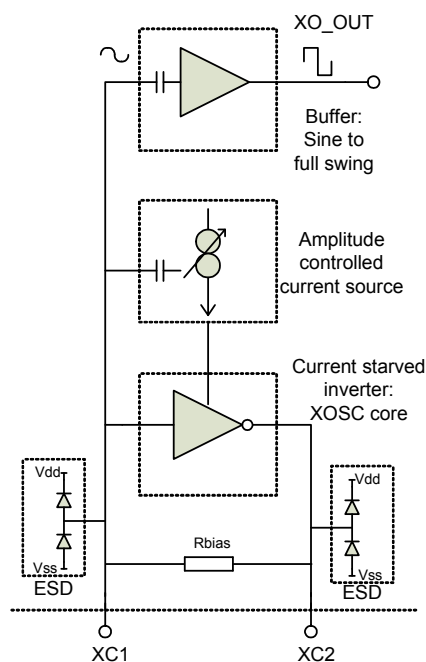 XO_OUT
Buffer:
Sine to
full swing
Amplitude
controlled
current source
Current starved
inverter:
XOSC core
Vdd
Vss
ESD
Rbias
Vdd
Vss
ESD
XC1
XC2